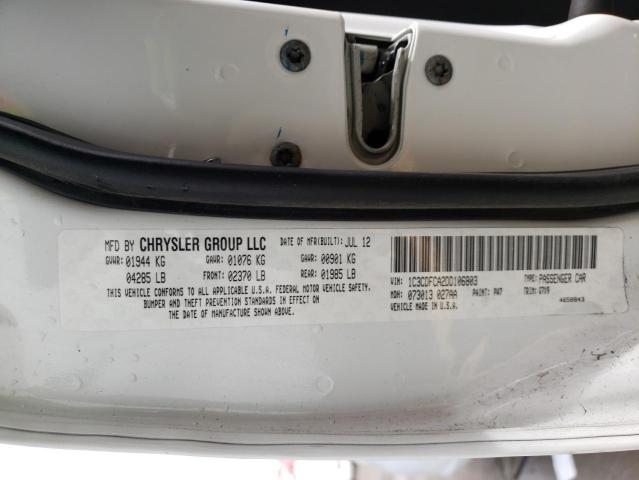 MFD BY CHRYSLER GROUP LLC DATE OF MFR(BUILT): JUL 12
GVWR: 01944 KG GAWR: 01076 KG GAWR: 00901 KG
04285 LB FRONT: 02370 LB REAR: 01985 LB
THIS VEHICLE CONFORMS TO ALL APPLICABLE U.S.A. FEDERAL MOTOR VEHICLE SAFETY,
BUMPER AND THEFT PREVENTION STANDARDS IN EFFECT ON
THE DATE OF MANUFACTURE SHOWN ABOVE.
VIN: 1C3CDFCA2DD106803 TYPE: PASSENGER CAR
MDH: 073013 027AA PAINT: PW7 TRIM: GTX9
VEHICLE MADE IN U.S.A. 4658843